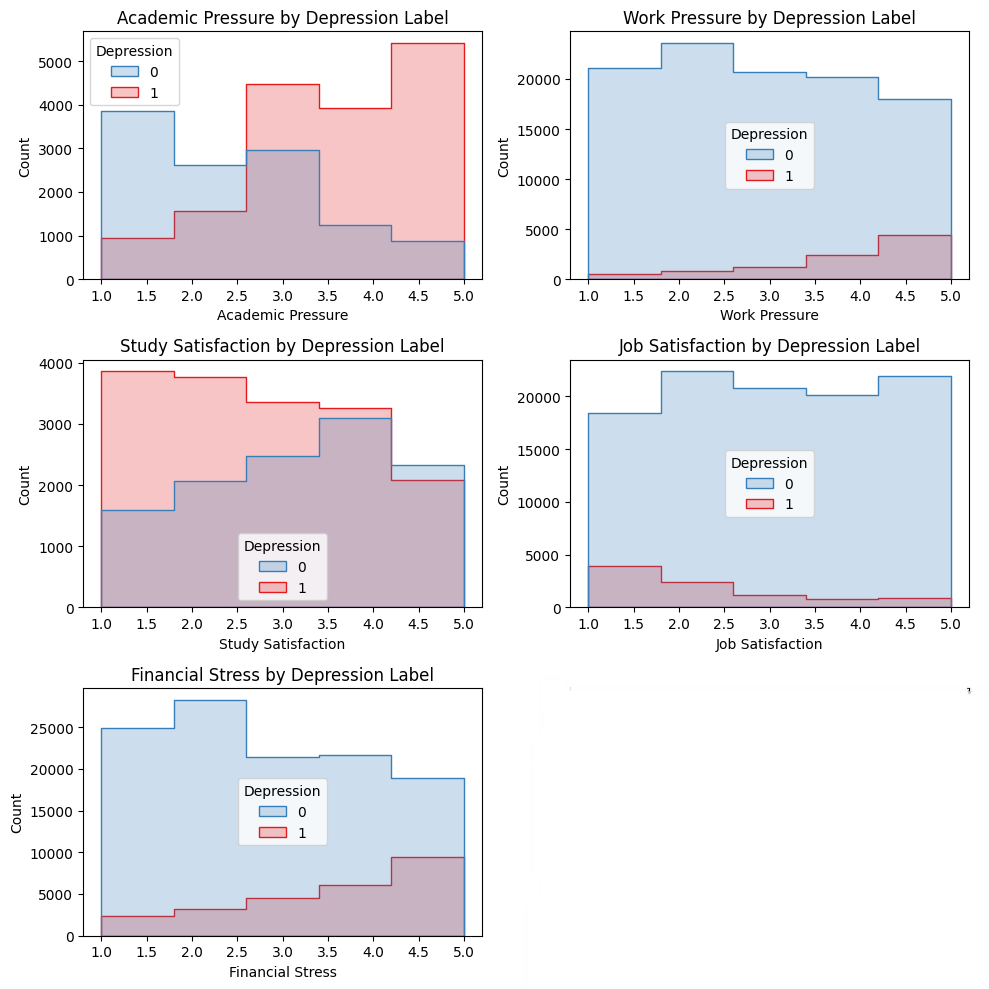 Academic Pressure by Depression Label
Depression
0
1
5000
4000
3000
2000
1000
0
Count
1.0 1.5 2.0 2.5 3.0 3.5 4.0 4.5 5.0
Academic Pressure
Work Pressure by Depression Label
Depression
0
1
20000
15000
10000
5000
0
Count
1.0 1.5 2.0 2.5 3.0 3.5 4.0 4.5 5.0
Work Pressure
Study Satisfaction by Depression Label
Depression
0
1
4000
3000
2000
1000
0
Count
1.0 1.5 2.0 2.5 3.0 3.5 4.0 4.5 5.0
Study Satisfaction
Job Satisfaction by Depression Label
Depression
0
1
20000
15000
10000
5000
0
Count
1.0 1.5 2.0 2.5 3.0 3.5 4.0 4.5 5.0
Job Satisfaction
Financial Stress by Depression Label
Depression
0
1
25000
20000
15000
10000
5000
0
Count
1.0 1.5 2.0 2.5 3.0 3.5 4.0 4.5 5.0
Financial Stress